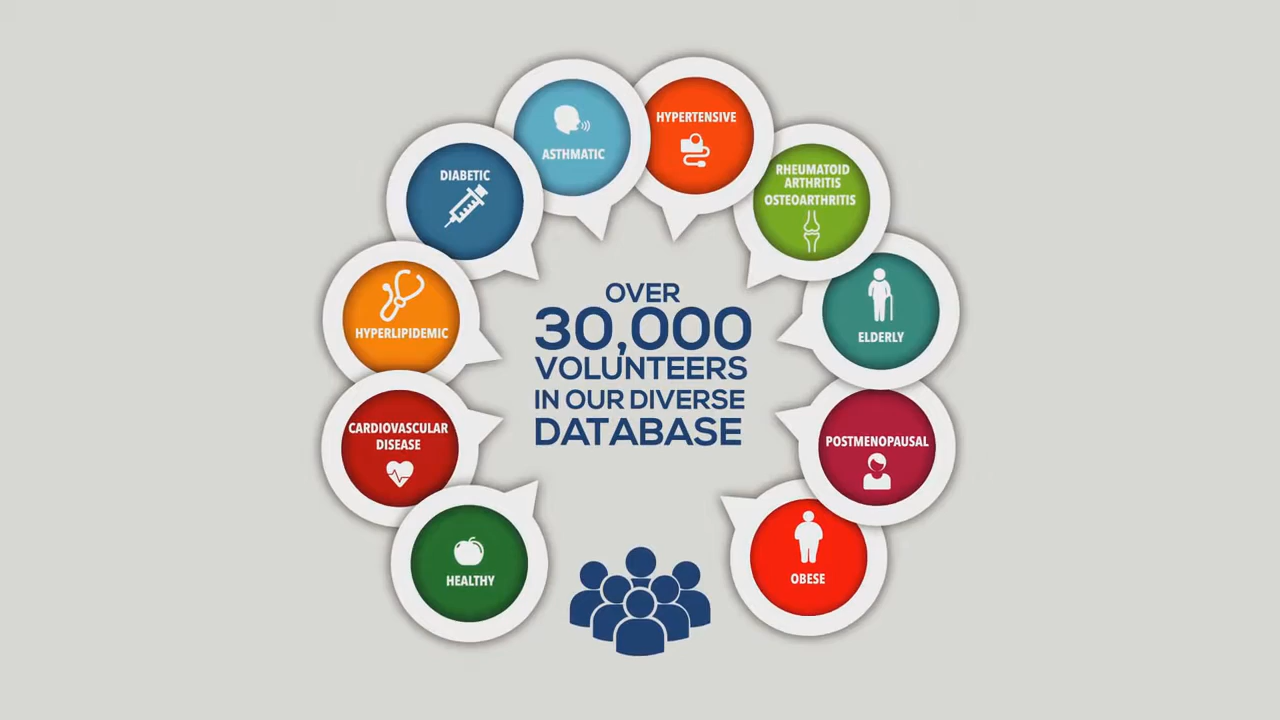 HYPERTENSIVE
ASTHMATIC
DIABETIC
RHEUMATOID
ARTHRITIS
OSTEOARTHRITIS
HYPERLIPIDEMIC
ELDERLY
OVER
30,000
VOLUNTEERS
IN OUR DIVERSE
DATABASE
CARDIOVASCULAR
DISEASE
POSTMENOPAUSAL
HEALTHY
OBESE